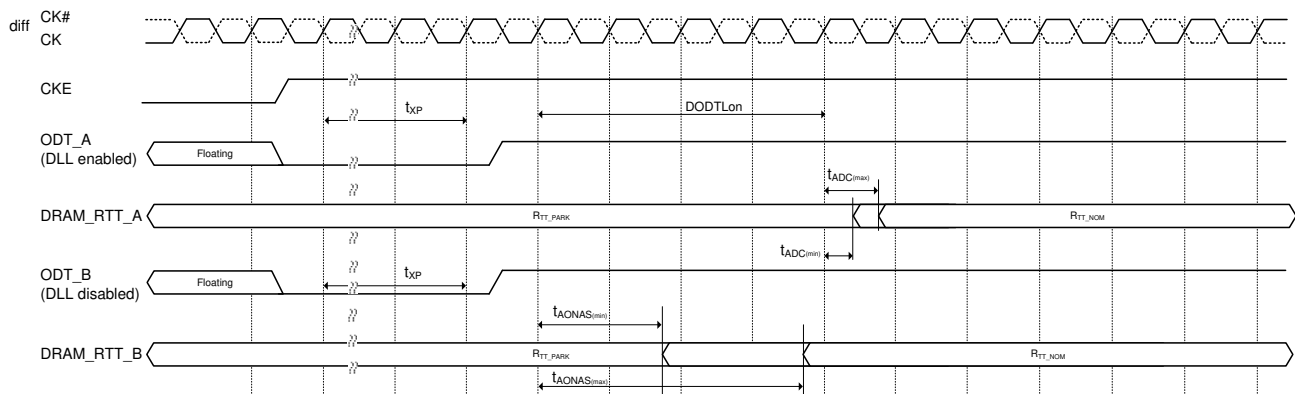 diff
CK#
CK
CKE
tXP
DODTLon
ODT_A
(DLL enabled)
Floating
tADC(max)
DRAM_RTT_A
RTT_PARK
RTT_NOM
tADC(min)
ODT_B
(DLL disabled)
Floating
tXP
tAONAS(min)
DRAM_RTT_B
RTT_PARK
RTT_NOM
tAONAS(max)